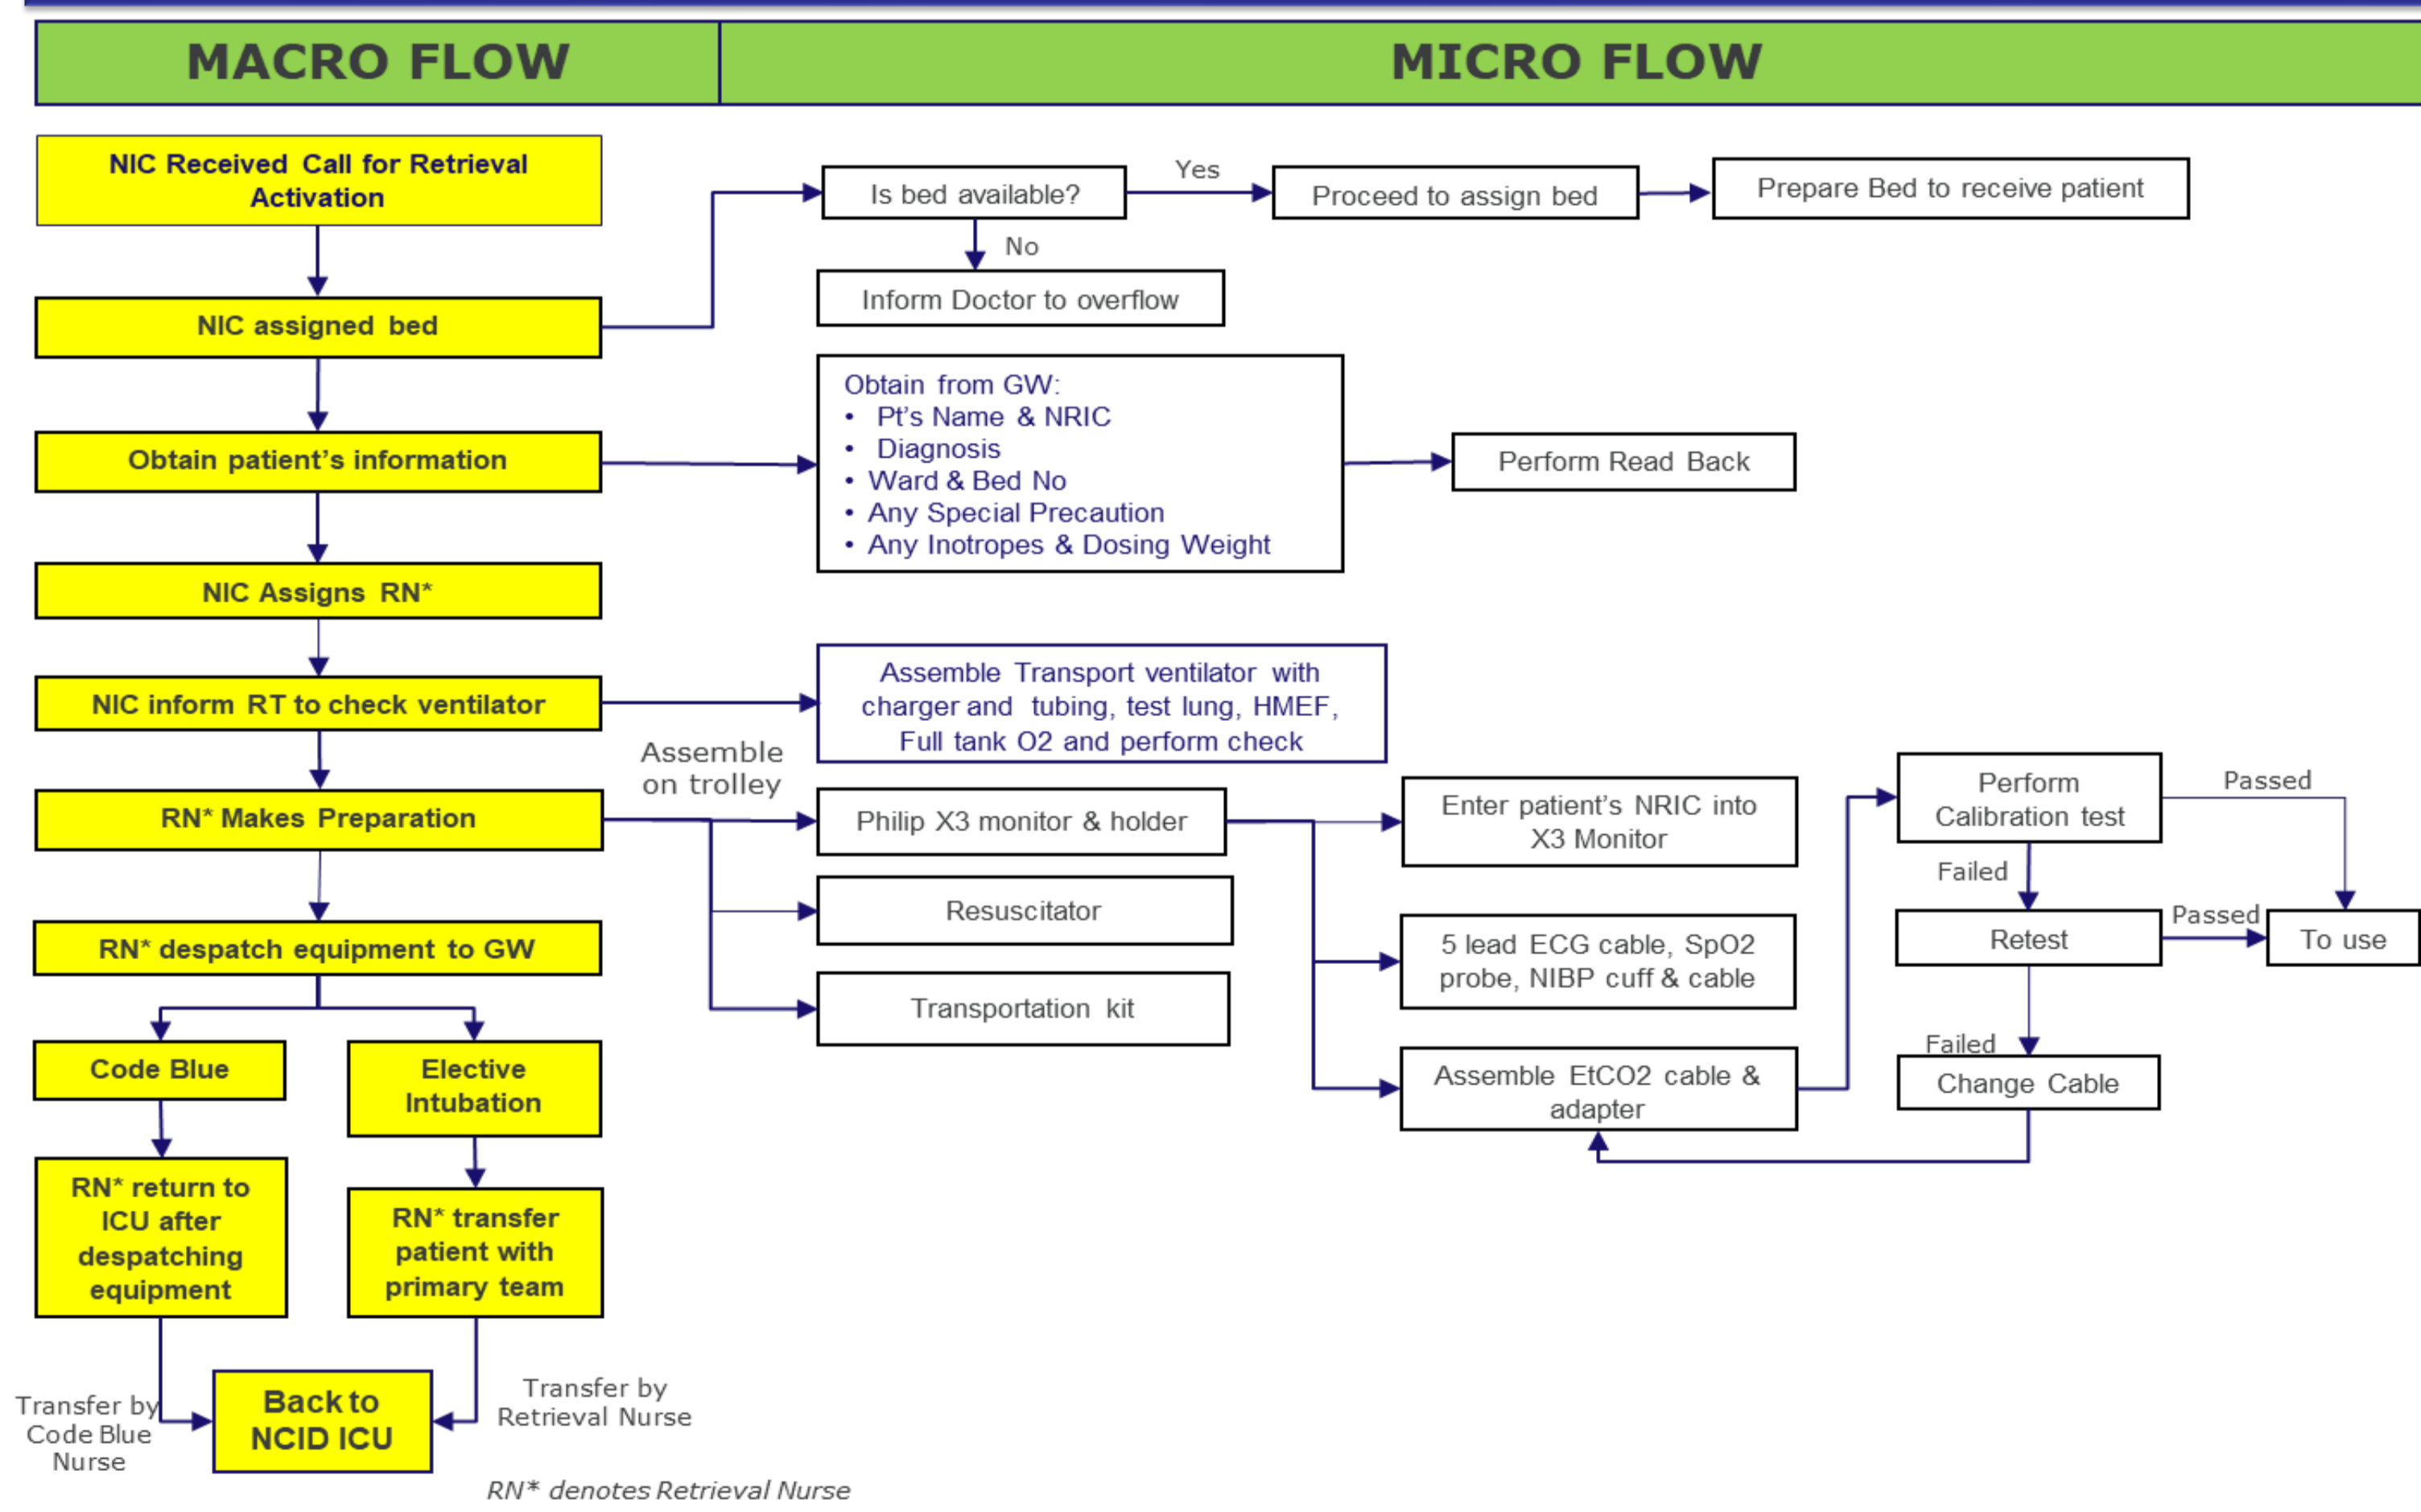 MACRO FLOW
MICRO FLOW
NIC Received Call for Retrieval
Activation
NIC assigned bed
Obtain patient's information
NIC Assigns RN*
NIC inform RT to check ventilator
RN* Makes Preparation
RN* despatch equipment to GW
Code Blue
Elective
Intubation
RN* return to
ICU after
despatching
equipment
RN* transfer
patient with
primary team
Transfer by
Code Blue
Nurse
Back to
NCID ICU
Transfer by
Retrieval Nurse
RN* denotes Retrieval Nurse
Is bed available?
Yes
Proceed to assign bed
Prepare Bed to receive patient
No
Inform Doctor to overflow
Obtain from GW:
• Pt's Name & NRIC
• Diagnosis
• Ward & Bed No
• Any Special Precaution
• Any Inotropes & Dosing Weight
Perform Read Back
Assemble Transport ventilator with
charger and tubing, test lung, HMEF,
Full tank O2 and perform check
Assemble
on trolley
Philip X3 monitor & holder
Resuscitator
Transportation kit
Enter patient's NRIC into
X3 Monitor
5 lead ECG cable, SpO2
probe, NIBP cuff & cable
Assemble EtCO2 cable &
adapter
Perform
Calibration test
Passed
Failed
Retest
Passed
To use
Failed
Change Cable